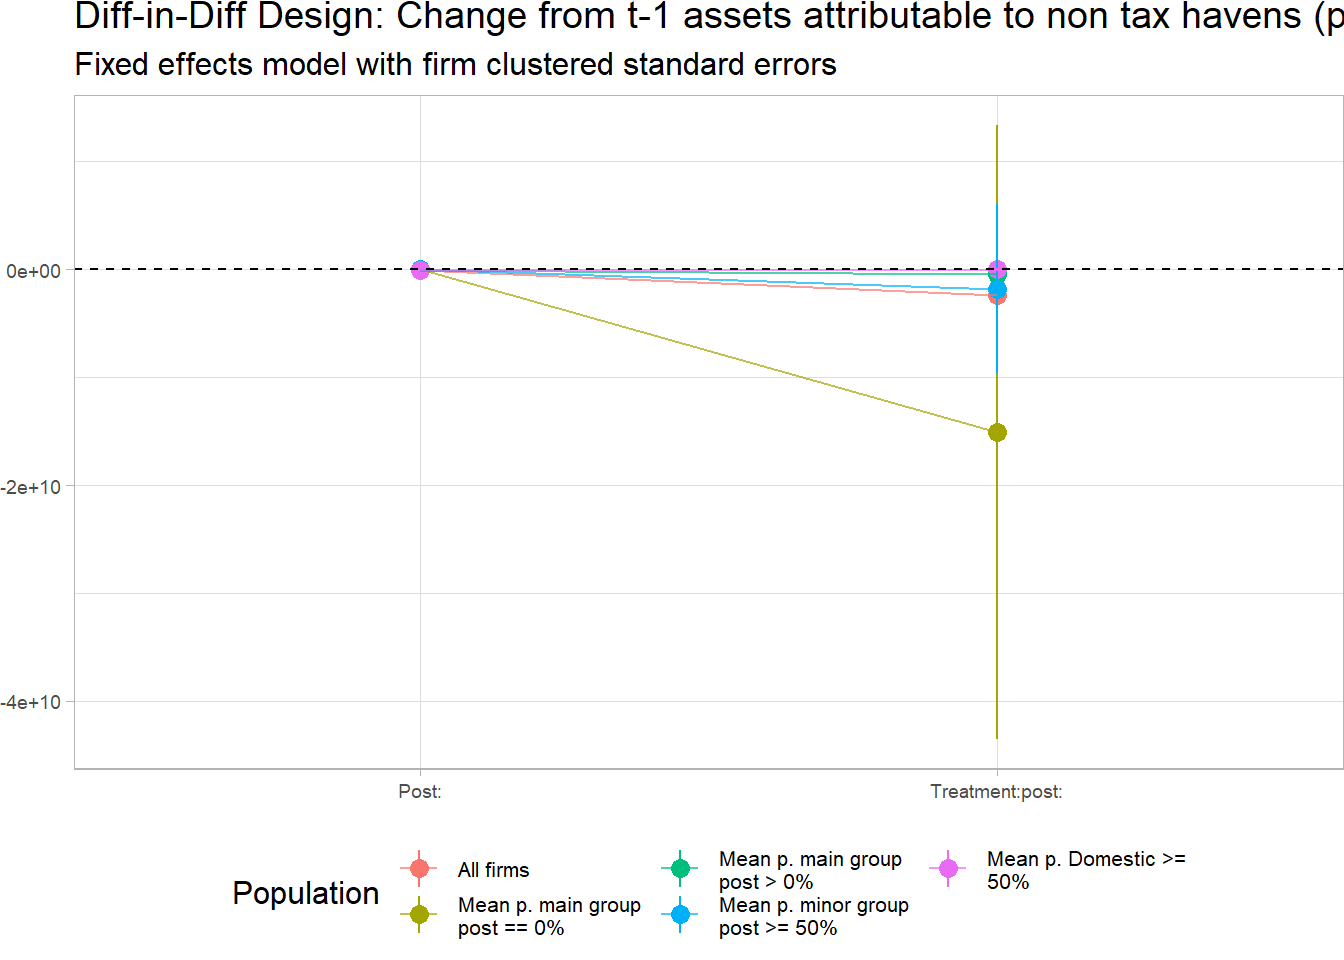 Diff-in-Diff Design: Change from t-1 assets attributable to non tax havens (p
Fixed effects model with firm clustered standard errors
0e+00
-2e+10
-4e+10
Post:
Treatment:post:
Population
All firms
Mean p. main group
post == 0%
Mean p. main group
post > 0%
Mean p. minor group
post >= 50%
Mean p. Domestic >=
50%